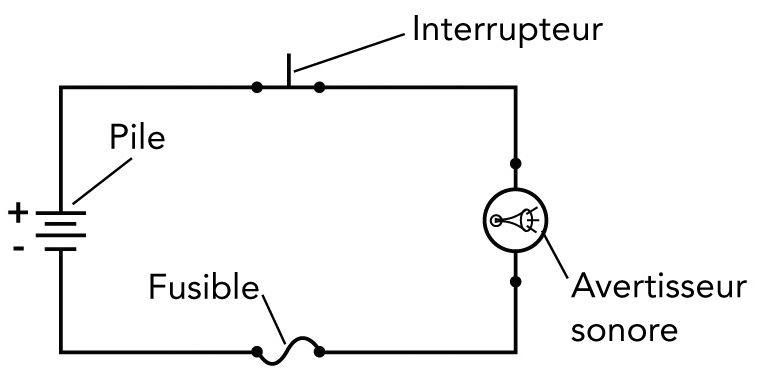 Interrupteur
Pile
+
-
Fusible
Avertisseur
sonore